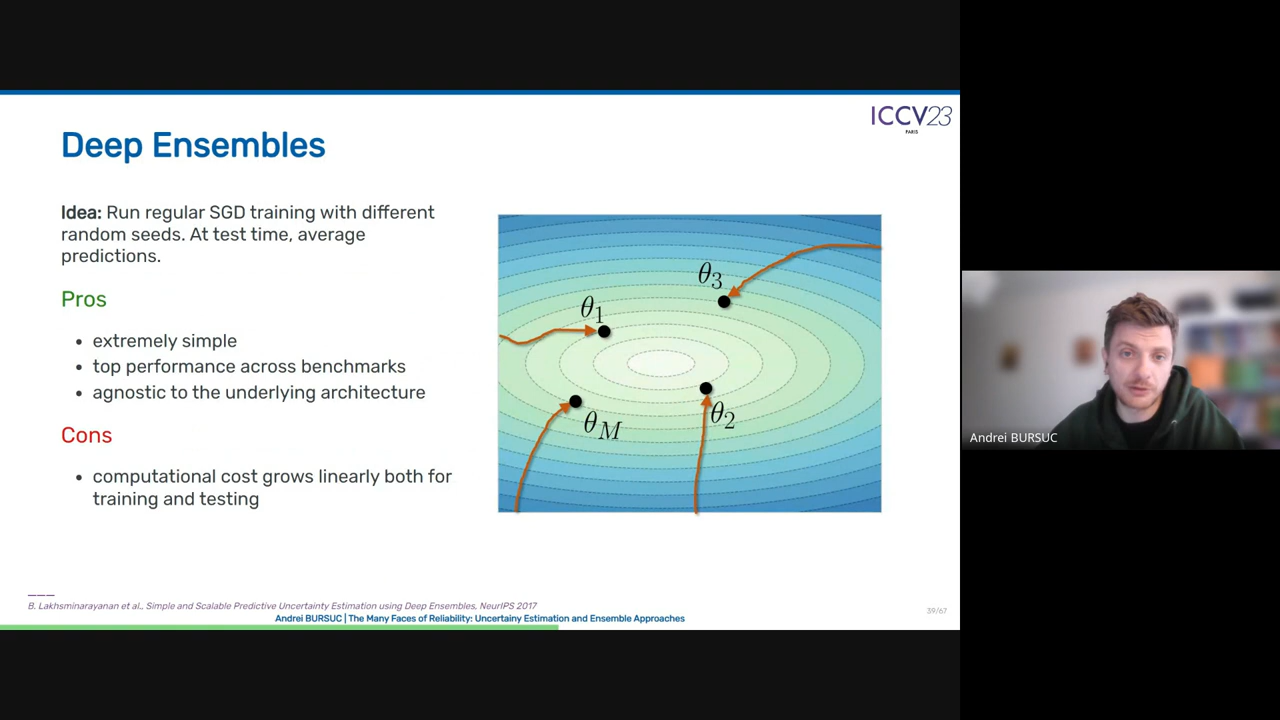 ICCV23
PARIS
Deep Ensembles
Idea: Run regular SGD training with different
random seeds. At test time, average
predictions.
Pros
• extremely simple
• top performance across benchmarks
• agnostic to the underlying architecture
Cons
• computational cost grows linearly both for
training and testing
θ3
θ1
θM
θ2
B. Lakhsminarayanan et al., Simple and Scalable Predictive Uncertainty Estimation using Deep Ensembles, NeurIPS 2017
39/67
Andrei BURSUC | The Many Faces of Reliability: Uncertainy Estimation and Ensemble Approaches
Andrei BURSUC